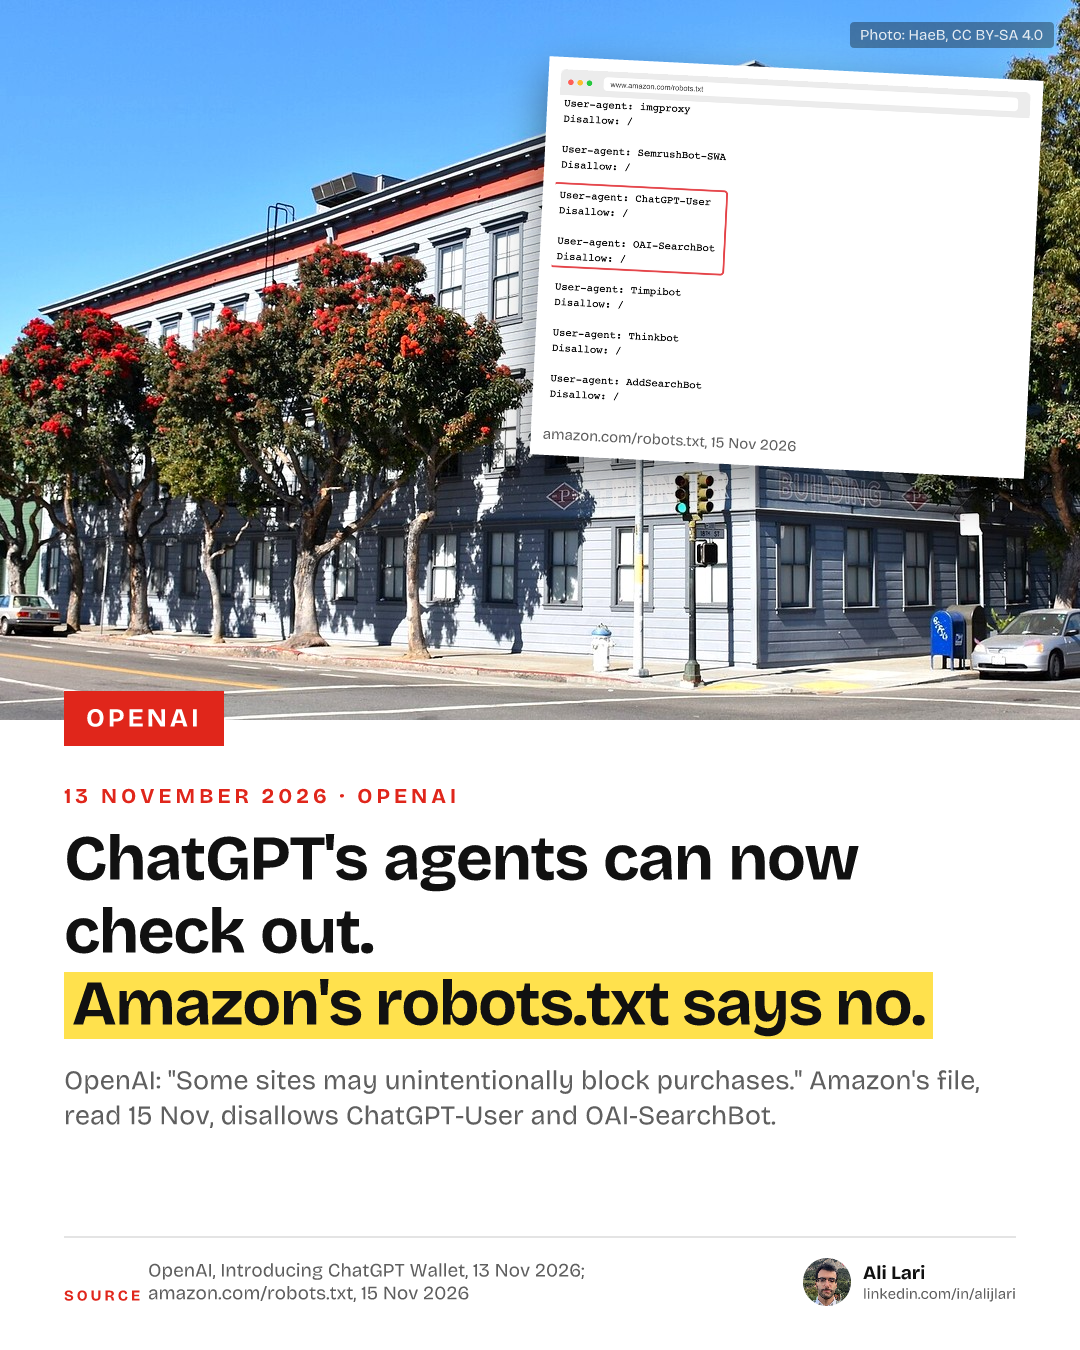 Photo: HaeB, CC BY-SA 4.0
www.amazon.com/robots.txt
User-agent: imgproxy
Disallow: /
User-agent: SemrushBot-SWA
Disallow: /
User-agent: ChatGPT-User
Disallow: /
User-agent: OAI-SearchBot
Disallow: /
User-agent: Timpibot
Disallow: /
User-agent: Thinkbot
Disallow: /
User-agent: AddSearchBot
Disallow: /
amazon.com/robots.txt, 15 Nov 2026
P
BUILDING
P
18TH ST
OPENAI
13 NOVEMBER 2026 · OPENAI
ChatGPT's agents can now
check out.
Amazon's robots.txt says no.
OpenAI: "Some sites may unintentionally block purchases." Amazon's file,
read 15 Nov, disallows ChatGPT-User and OAI-SearchBot.
SOURCE
OpenAI, Introducing ChatGPT Wallet, 13 Nov 2026;
amazon.com/robots.txt, 15 Nov 2026
Ali Lari
linkedin.com/in/alijlari